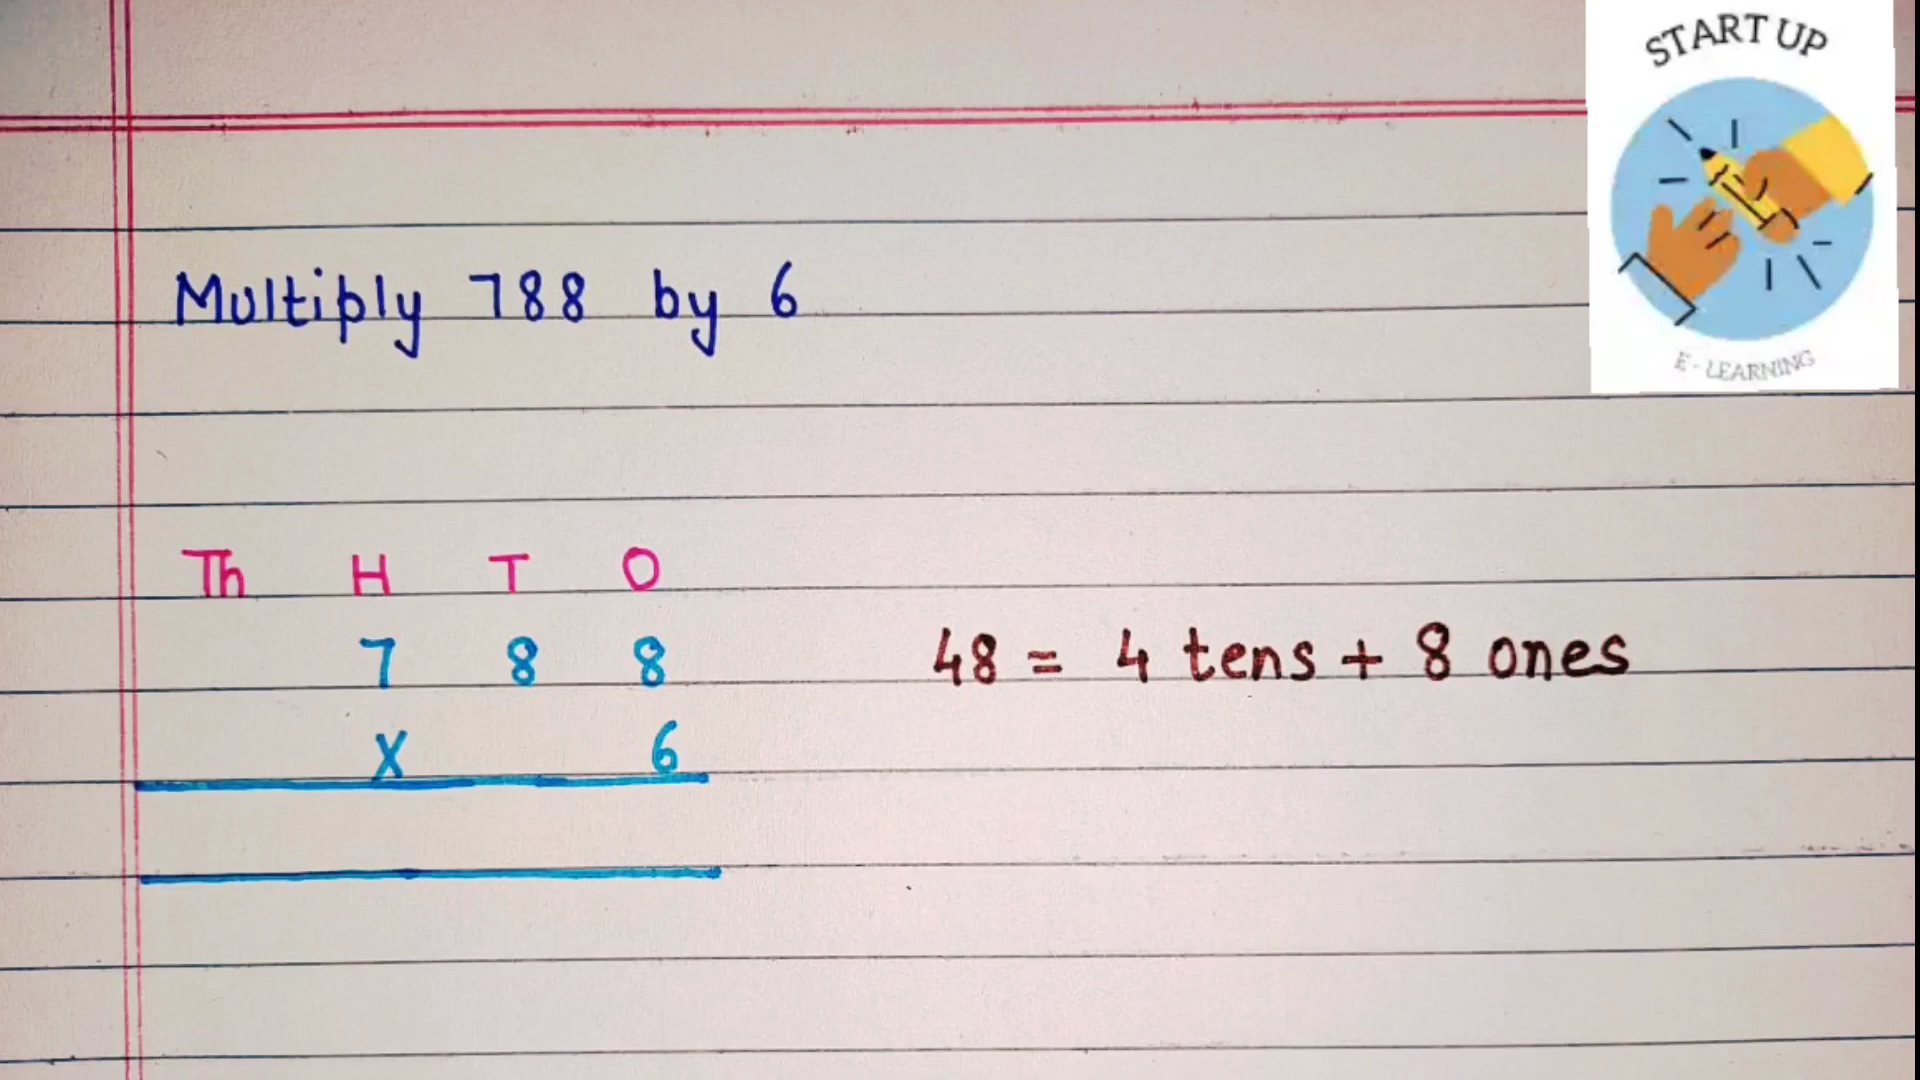 START UP
E - LEARNING
Multiply 788 by 6
Th H T O
7 8 8
48 = 4 tens + 8 ones
X 6